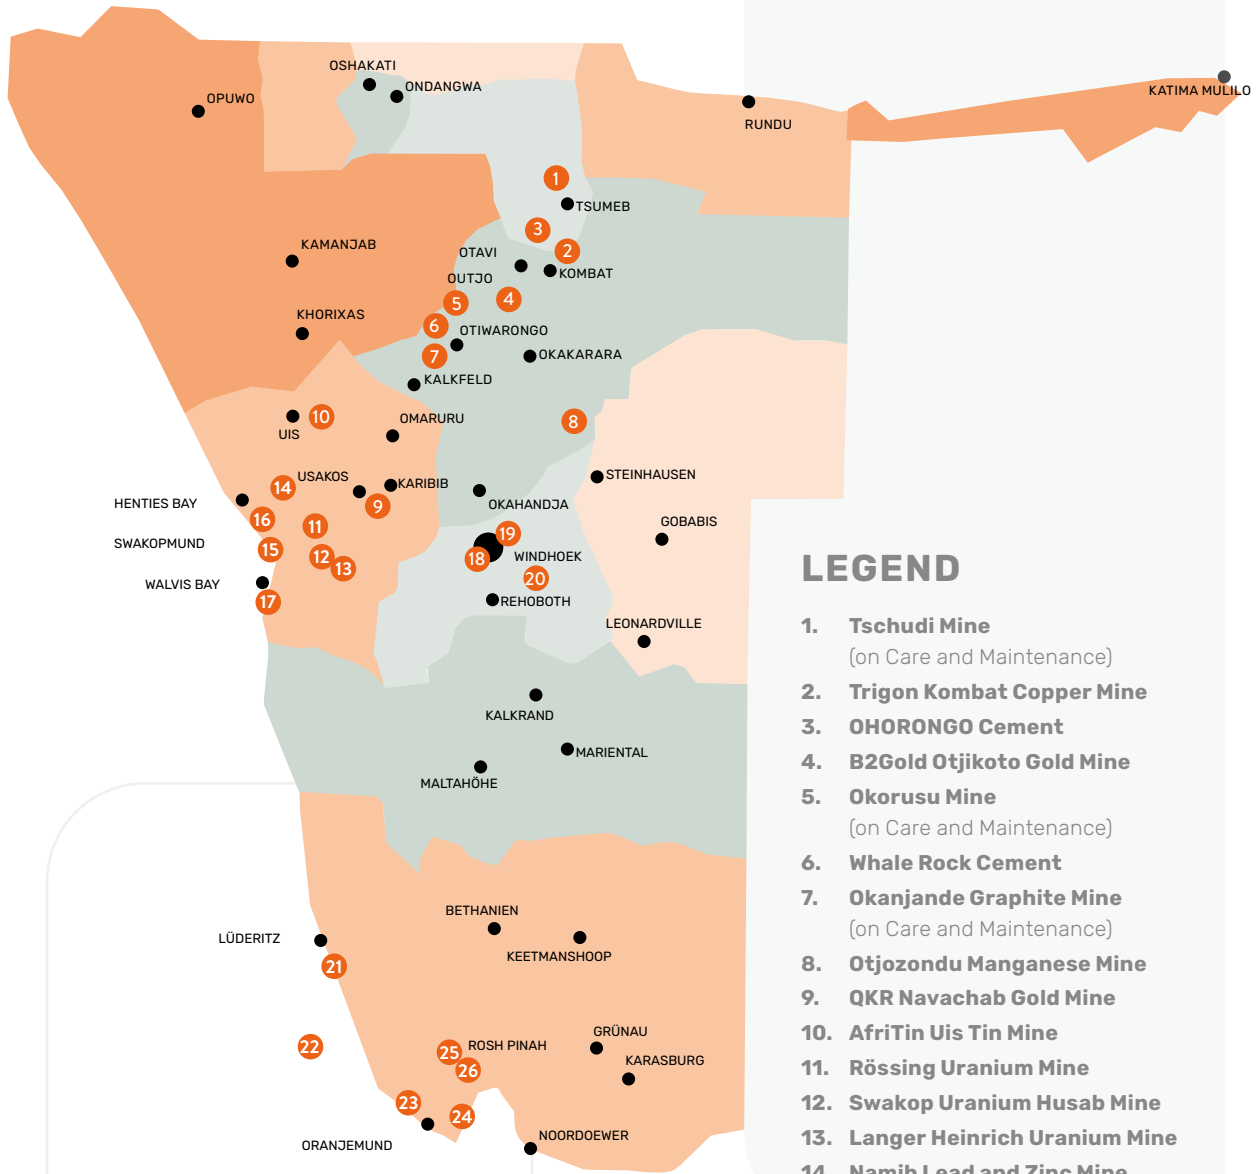 OSHAKATI
ONDANGWA
OPUWO
KATIMA MULILO
RUNDU
1
TSUMEB
3
KAMANJAB
OTAVI
2
KOMBAT
OUTJO
5
4
KHORIXAS
6
OTIWARONGO
7
OKAKARARA
KALKFELD
10
UIS
OMARURU
8
USAKOS
KARIBIB
STEINHAUSEN
14
HENTIES BAY
9
OKAHANDJA
16
11
GOBABIS
SWAKOPMUND
15
12
13
19
18
WINDHOEK
20
WALVIS BAY
17
REHOBOTH
LEONARDVILLE
KALKRAND
MARIENTAL
MALTAHÖHE
BETHANIEN
LÜDERITZ
KEETMANSHOOP
21
22
25
ROSH PINAH
26
GRÜNAU
KARASBURG
23
24
ORANJEMUND
NOORDOEWER
LEGEND
1. Tschudi Mine
(on Care and Maintenance)
2. Trigon Kombat Copper Mine
3. OHORONGO Cement
4. B2Gold Otjikoto Gold Mine
5. Okorusu Mine
(on Care and Maintenance)
6. Whale Rock Cement
7. Okanjande Graphite Mine
(on Care and Maintenance)
8. Otjozondu Manganese Mine
9. QKR Navachab Gold Mine
10. AfriTin Uis Tin Mine
11. Rössing Uranium Mine
12. Swakop Uranium Husab Mine
13. Langer Heinrich Uranium Mine
14. Namib Lead and Zinc Mine